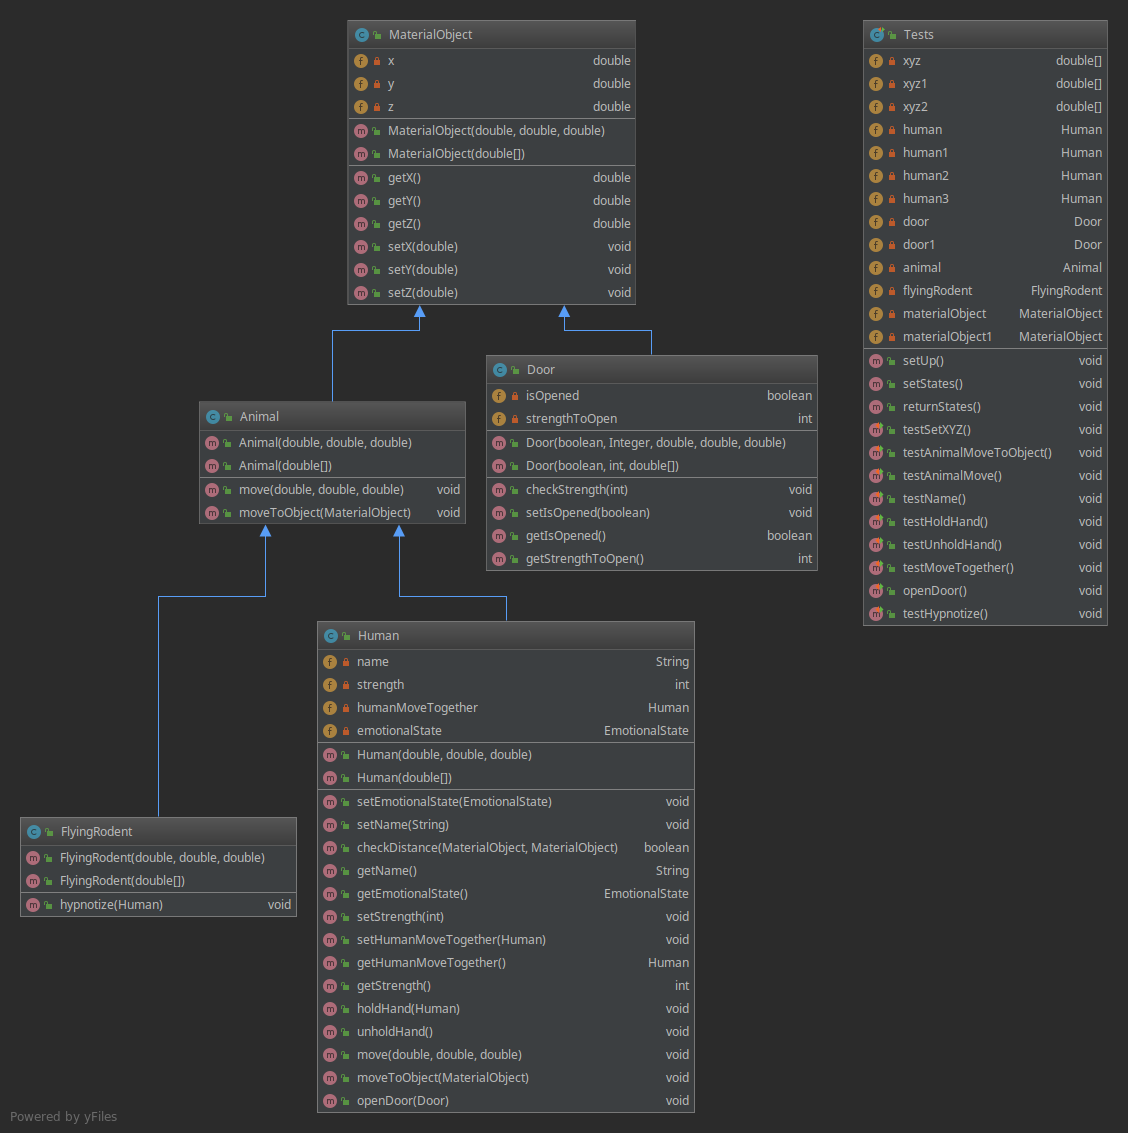 MaterialObject
x double
y double
z double
MaterialObject(double, double, double)
MaterialObject(double[])
getX() double
getY() double
getZ() double
setX(double) void
setY(double) void
setZ(double) void
Tests
xyz double[]
xyz1 double[]
xyz2 double[]
human Human
human1 Human
human2 Human
human3 Human
door Door
door1 Door
animal Animal
flyingRodent FlyingRodent
materialObject MaterialObject
materialObject1 MaterialObject
setUp() void
setStates() void
returnStates() void
testSetXYZ() void
testAnimalMoveToObject() void
testAnimalMove() void
testName() void
testHoldHand() void
testUnholdHand() void
testMoveTogether() void
openDoor() void
testHypnotize() void
Door
isOpened boolean
strengthToOpen int
Door(boolean, Integer, double, double, double)
Door(boolean, int, double[])
checkStrength(int) void
setIsOpened(boolean) void
getIsOpened() boolean
getStrengthToOpen() int
Animal
Animal(double, double, double)
Animal(double[])
move(double, double, double) void
moveToObject(MaterialObject) void
Human
name String
strength int
humanMoveTogether Human
emotionalState EmotionalState
Human(double, double, double)
Human(double[])
setEmotionalState(EmotionalState) void
setName(String) void
checkDistance(MaterialObject, MaterialObject) boolean
getName() String
getEmotionalState() EmotionalState
setStrength(int) void
setHumanMoveTogether(Human) void
getHumanMoveTogether() Human
getStrength() int
holdHand(Human) void
unholdHand() void
move(double, double, double) void
moveToObject(MaterialObject) void
openDoor(Door) void
FlyingRodent
FlyingRodent(double, double, double)
FlyingRodent(double[])
hypnotize(Human) void
Powered by yFiles